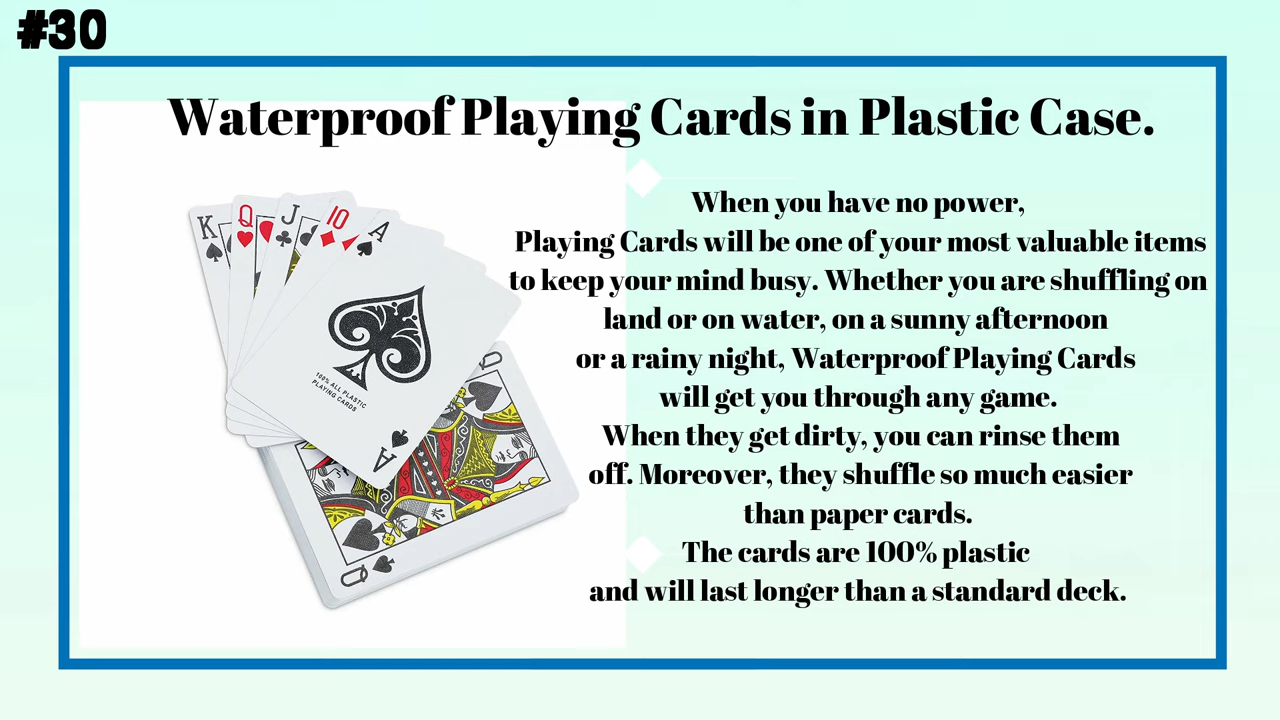 #30
Waterproof Playing Cards in Plastic Case.
When you have no power,
Playing Cards will be one of your most valuable items
to keep your mind busy. Whether you are shuffling on
land or on water, on a sunny afternoon
or a rainy night, Waterproof Playing Cards
will get you through any game.
When they get dirty, you can rinse them
off. Moreover, they shuffle so much easier
than paper cards.
The cards are 100% plastic
and will last longer than a standard deck.
K
Q
J
10
A
100% ALL PLASTIC
PLAYING CARDS
A
Q
Q